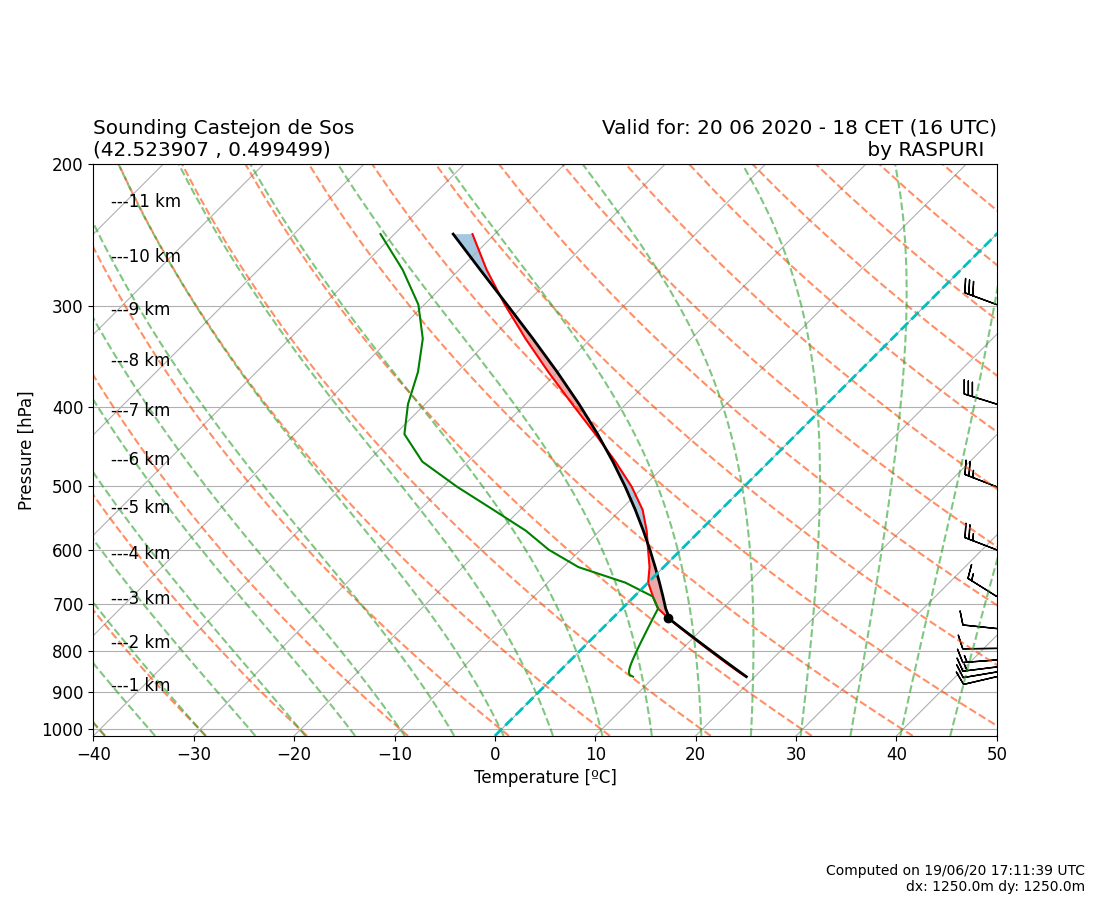 Sounding Castejon de Sos
(42.523907 , 0.499499)
Valid for: 20 06 2020 - 18 CET (16 UTC)
by RASPURI
200
300
400
500
600
700
800
900
1000
Pressure [hPa]
---11 km
---10 km
---9 km
---8 km
---7 km
---6 km
---5 km
---4 km
---3 km
---2 km
---1 km
−40 −30 −20 −10 0 10 20 30 40 50
Temperature [ºC]
Computed on 19/06/20 17:11:39 UTC
dx: 1250.0m dy: 1250.0m